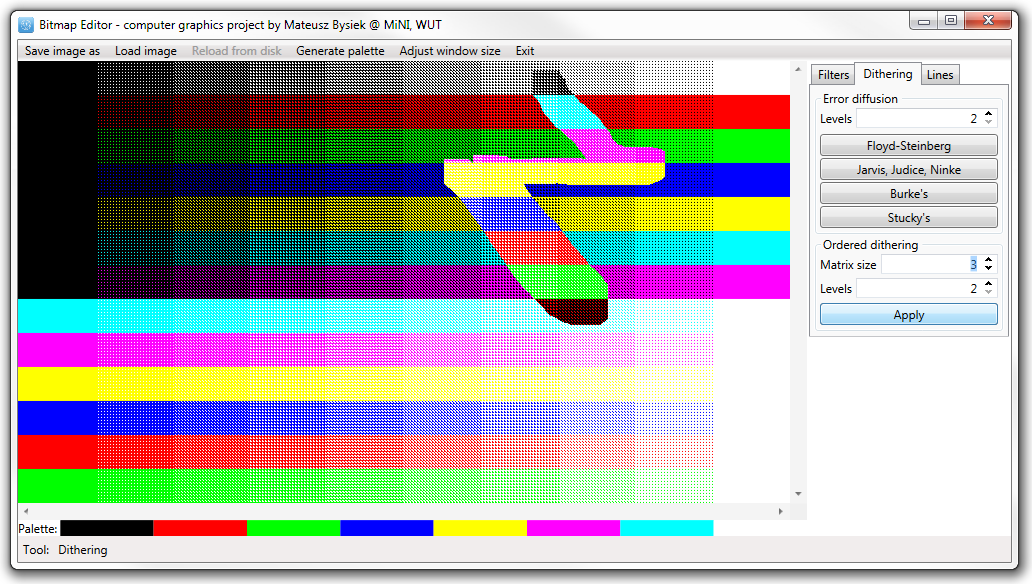 Bitmap Editor - computer graphics project by Mateusz Bysiek @ MiNI, WUT
Save image as Load image Reload from disk Generate palette Adjust window size Exit
Filters Dithering Lines
Error diffusion
Levels 2
Floyd-Steinberg
Jarvis, Judice, Ninke
Burke's
Stucky's
Ordered dithering
Matrix size 3
Levels 2
Apply
Palette:
Tool: Dithering